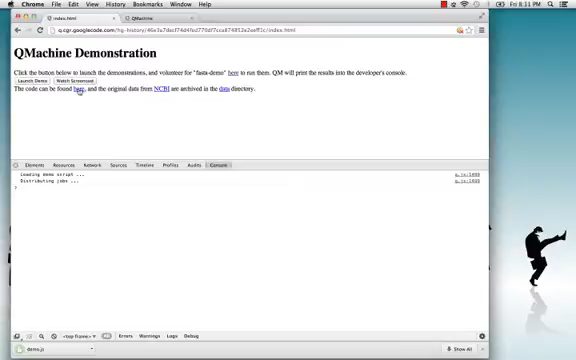 Chrome File Edit View History Bookmarks Window Help Fri 8:11 PM
index.html QMachine
QMachine Demonstration
Click the button below to launch the demonstrations, and volunteer for "fasta-demo" here to run them. QM will print the results into the developer's console.
Launch Demo Watch Screencast
The code can be found here, and the original data from NCBI are archived in the data directory.
Elements Resources Network Sources Timeline Profiles Audits Console
Loading demo script ...
Distributing jobs ...
>
<top frame> All Errors Warnings Logs Debug
demo.js Show All